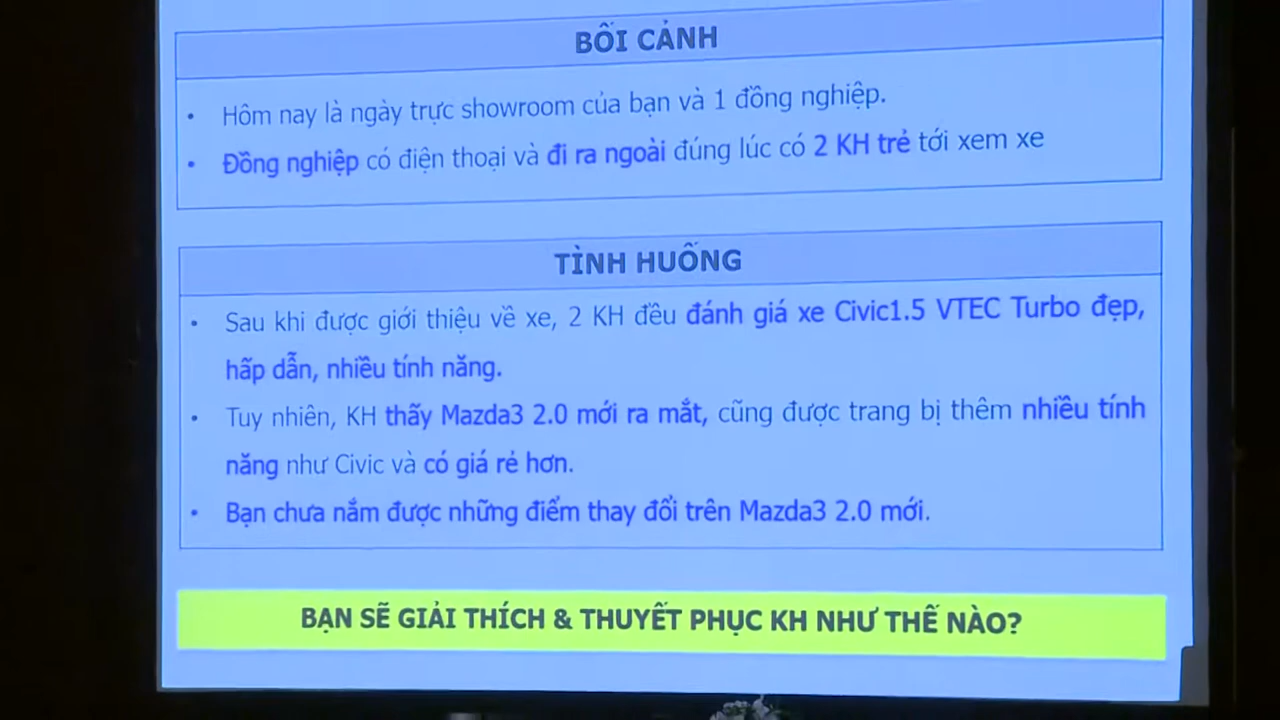 BỐI CẢNH
• Hôm nay là ngày trực showroom của bạn và 1 đồng nghiệp.
• Đồng nghiệp có điện thoại và đi ra ngoài đúng lúc có 2 KH trẻ tới xem xe
TÌNH HUỐNG
• Sau khi được giới thiệu về xe, 2 KH đều đánh giá xe Civic1.5 VTEC Turbo đẹp,
hấp dẫn, nhiều tính năng.
• Tuy nhiên, KH thấy Mazda3 2.0 mới ra mắt, cũng được trang bị thêm nhiều tính
năng như Civic và có giá rẻ hơn.
• Bạn chưa nắm được những điểm thay đổi trên Mazda3 2.0 mới.
BẠN SẼ GIẢI THÍCH & THUYẾT PHỤC KH NHƯ THẾ NÀO?